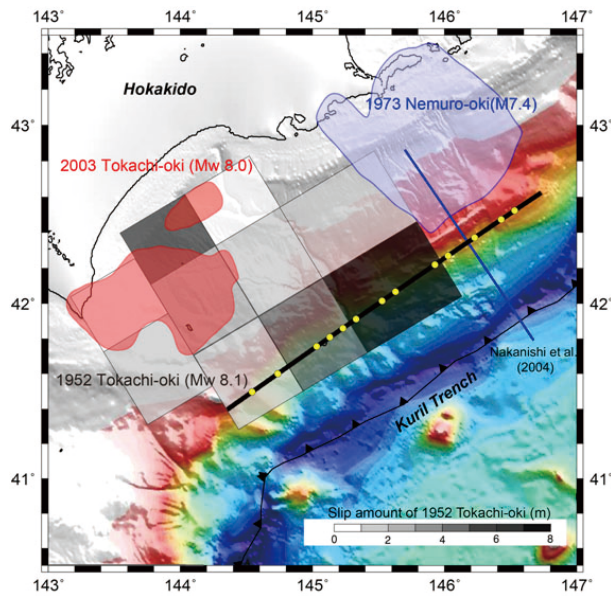 143° 144° 145° 146° 147°
Hokakido
43° 43°
1973 Nemuro-oki(M7.4)
2003 Tokachi-oki (Mw 8.0)
42° 42°
1952 Tokachi-oki (Mw 8.1)
Nakanishi et al.
(2004)
Kuril Trench
41° 41°
Slip amount of 1952 Tokachi-oki (m)
0 2 4 6 8
143° 144° 145° 146° 147°